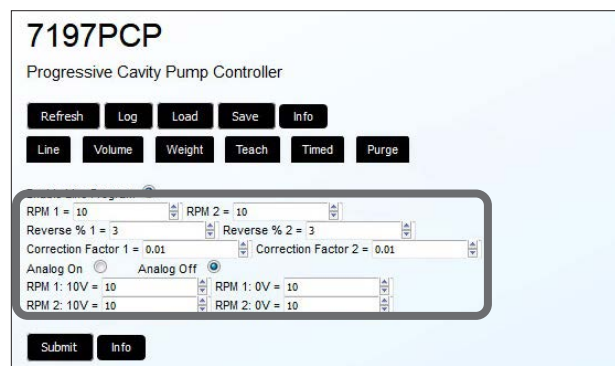 7197PCP
Progressive Cavity Pump Controller
Refresh Log Load Save Info
Line Volume Weight Teach Timed Purge
Enable Line Program
RPM 1 = 10 RPM 2 = 10
Reverse % 1 = 3 Reverse % 2 = 3
Correction Factor 1 = 0.01 Correction Factor 2 = 0.01
Analog On Analog Off
RPM 1: 10V = 10 RPM 1: 0V = 10
RPM 2: 10V = 10 RPM 2: 0V = 10
Submit Info